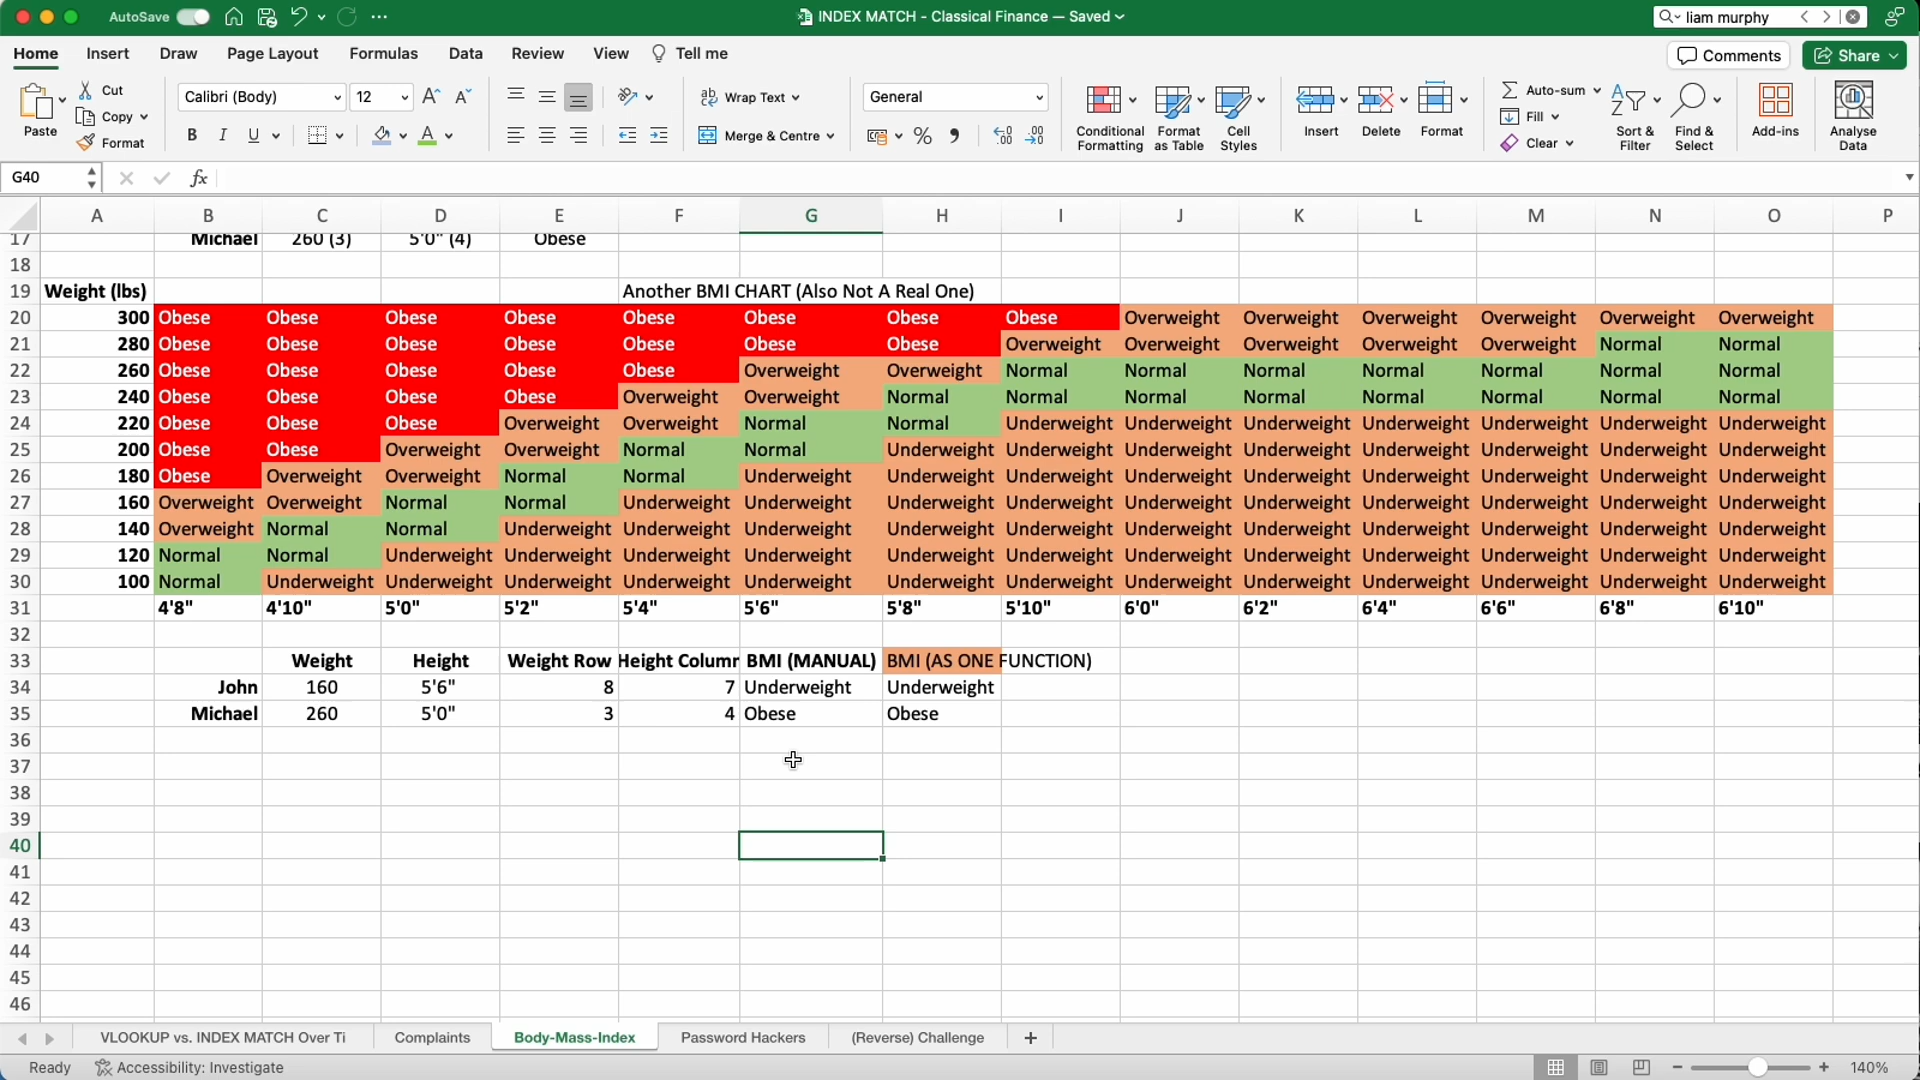 AutoSave INDEX MATCH - Classical Finance — Saved liam murphy
Home Insert Draw Page Layout Formulas Data Review View Tell me Comments Share
Paste Cut Copy Format Calibri (Body) 12 Wrap Text Merge & Centre General Conditional Formatting Format as Table Cell Styles Insert Delete Format Auto-sum Fill Clear Sort & Filter Find & Select Add-ins Analyse Data
B I U A % 
G40 fx
A B C D E F G H I J K L M N O P
17 Michael 260 (3) 5'0" (4) Obese
18
19 Weight (lbs) Another BMI CHART (Also Not A Real One)
20 300 Obese Obese Obese Obese Obese Obese Obese Obese Overweight Overweight Overweight Overweight Overweight Overweight
21 280 Obese Obese Obese Obese Obese Obese Obese Overweight Overweight Overweight Overweight Overweight Normal Normal
22 260 Obese Obese Obese Obese Obese Overweight Overweight Normal Normal Normal Normal Normal Normal Normal
23 240 Obese Obese Obese Obese Overweight Overweight Normal Normal Normal Normal Normal Normal Normal Normal
24 220 Obese Obese Obese Overweight Overweight Normal Normal Underweight Underweight Underweight Underweight Underweight Underweight Underweight
25 200 Obese Obese Overweight Overweight Normal Normal Underweight Underweight Underweight Underweight Underweight Underweight Underweight Underweight
26 180 Obese Overweight Overweight Normal Normal Underweight Underweight Underweight Underweight Underweight Underweight Underweight Underweight Underweight
27 160 Overweight Overweight Normal Normal Underweight Underweight Underweight Underweight Underweight Underweight Underweight Underweight Underweight Underweight
28 140 Overweight Normal Normal Underweight Underweight Underweight Underweight Underweight Underweight Underweight Underweight Underweight Underweight Underweight
29 120 Normal Normal Underweight Underweight Underweight Underweight Underweight Underweight Underweight Underweight Underweight Underweight Underweight Underweight
30 100 Normal Underweight Underweight Underweight Underweight Underweight Underweight Underweight Underweight Underweight Underweight Underweight Underweight Underweight
31 4'8" 4'10" 5'0" 5'2" 5'4" 5'6" 5'8" 5'10" 6'0" 6'2" 6'4" 6'6" 6'8" 6'10"
32
33 Weight Height Weight Row Height Column BMI (MANUAL) BMI (AS ONE FUNCTION)
34 John 160 5'6" 8 7 Underweight Underweight
35 Michael 260 5'0" 3 4 Obese Obese
36
37
38
39
40
41
42
43
44
45
46
VLOOKUP vs. INDEX MATCH Over Ti Complaints Body-Mass-Index Password Hackers (Reverse) Challenge +
Ready Accessibility: Investigate 140%